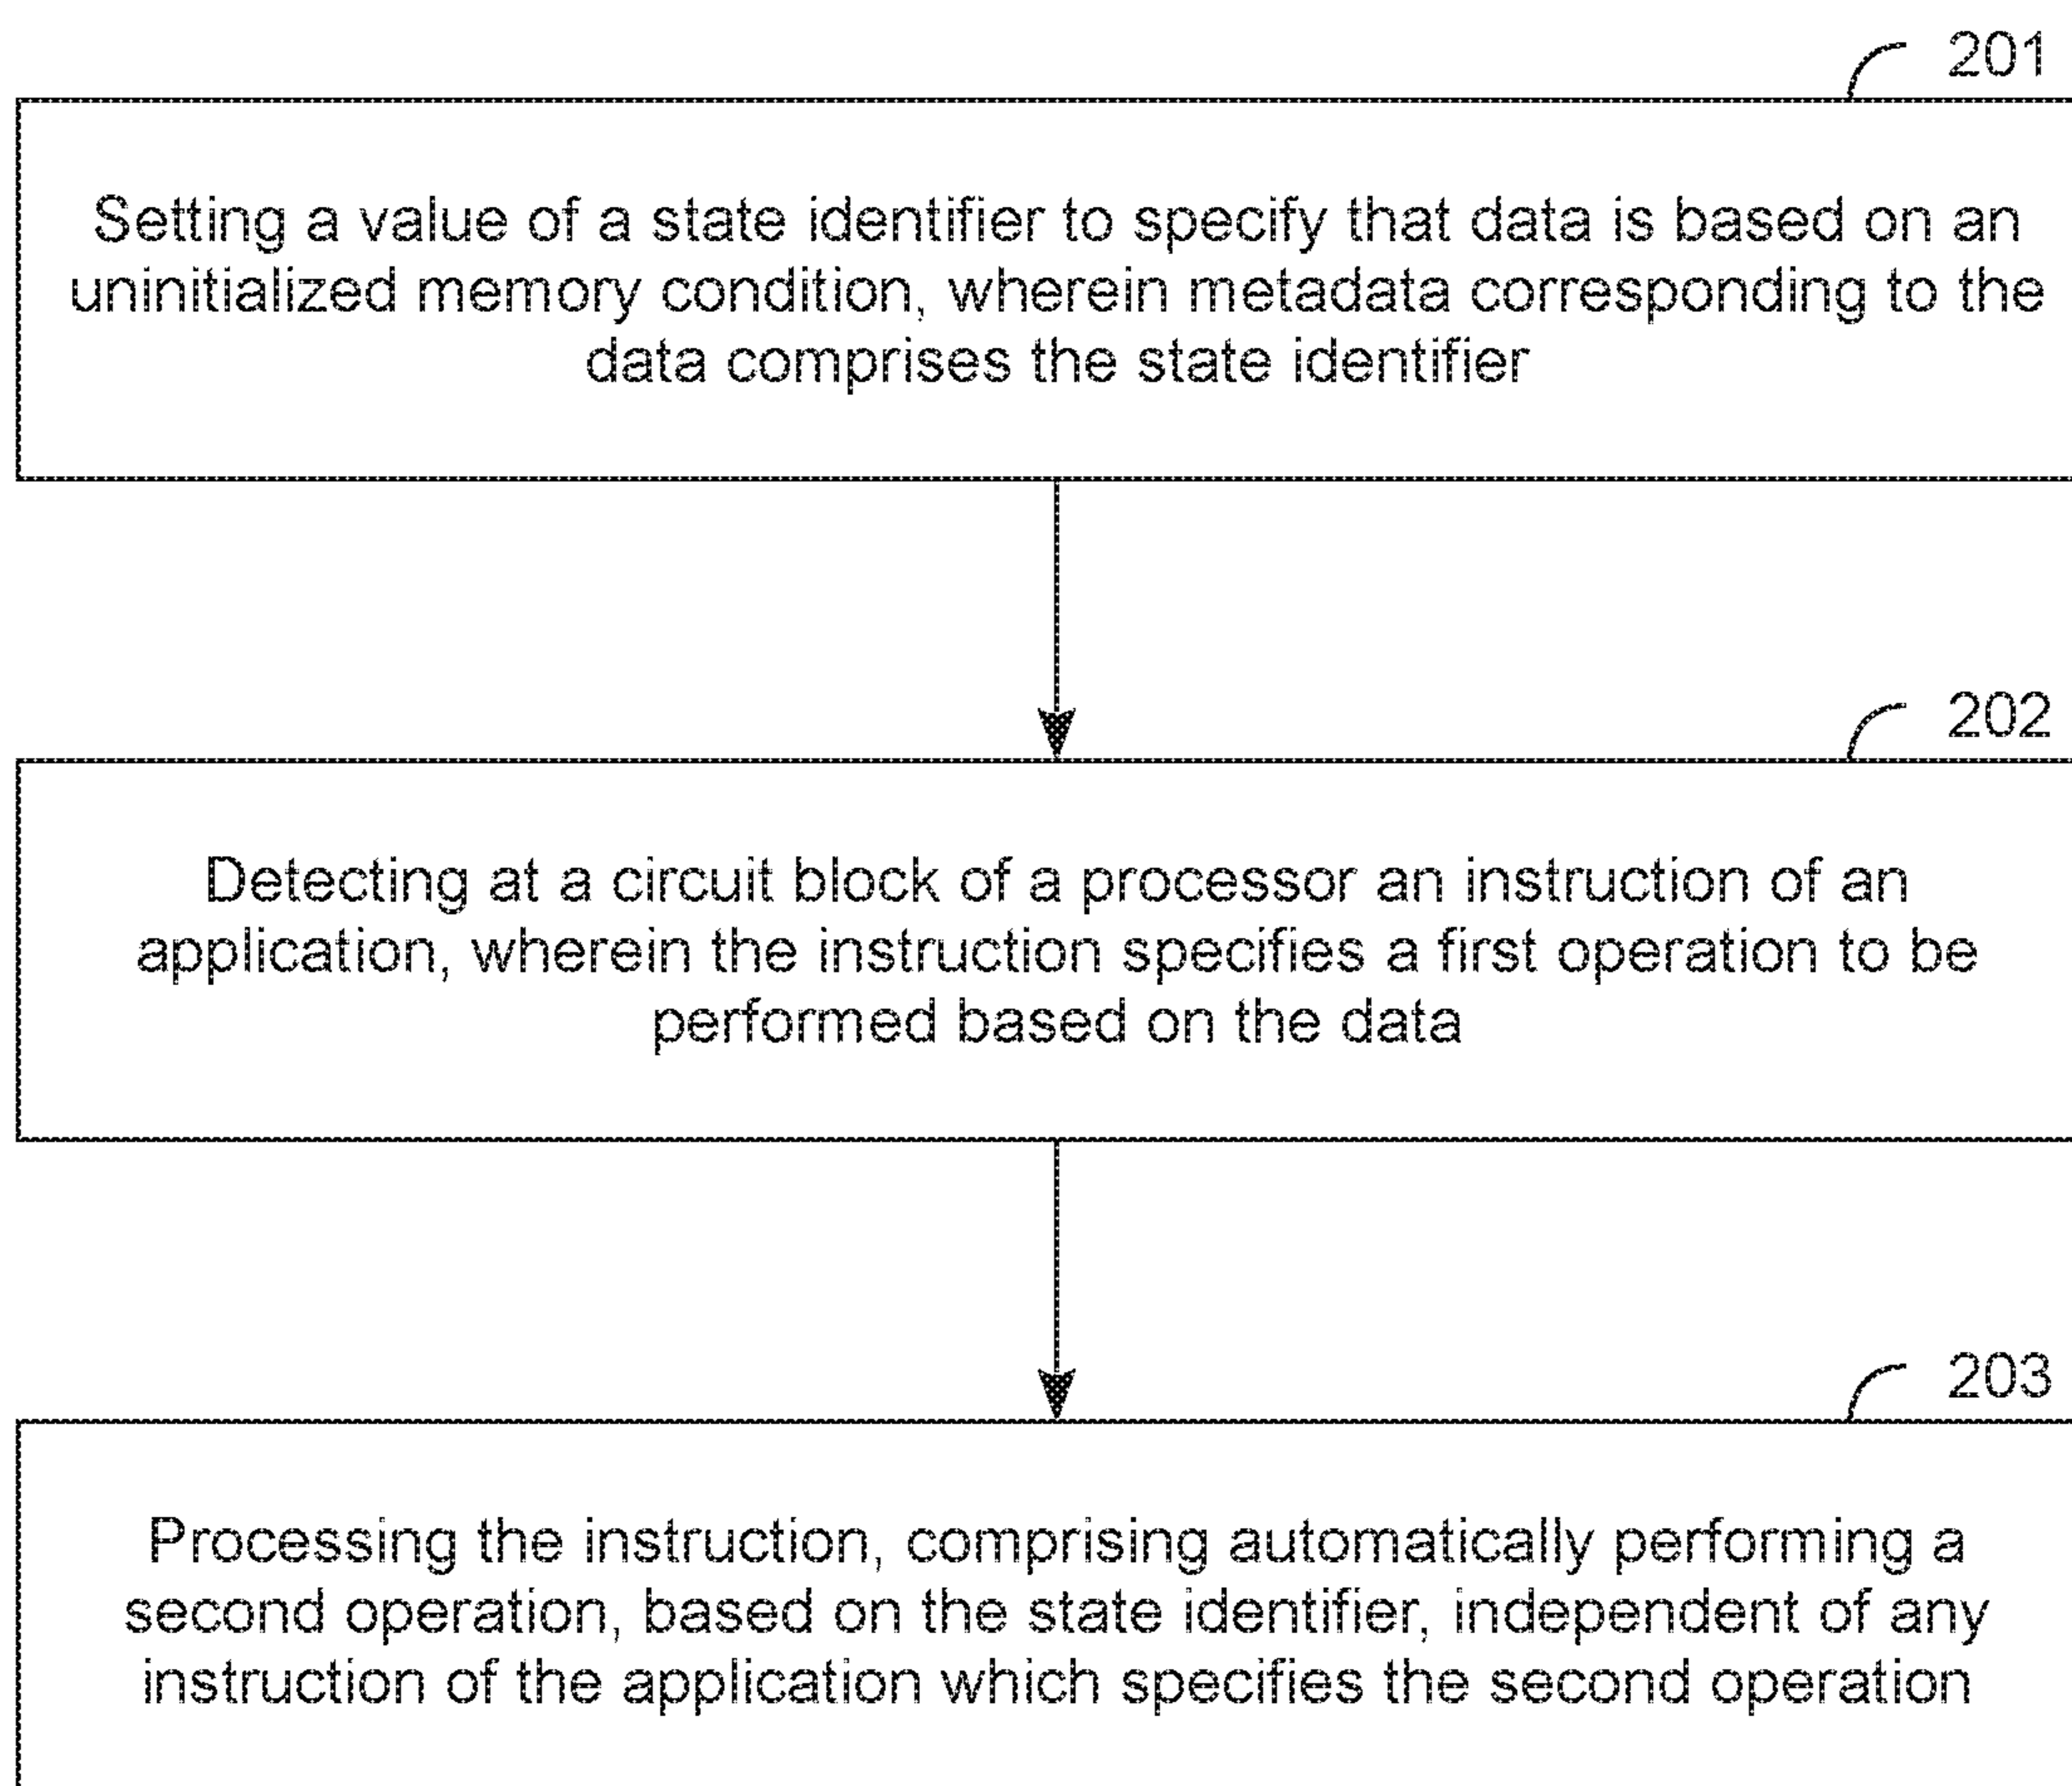 201
Setting a value of a state identifier to specify that data is based on an
uninitialized memory condition, wherein metadata corresponding to the
data comprises the state identifier
202
Detecting at a circuit block of a processor an instruction of an
application, wherein the instruction specifies a first operation to be
performed based on the data
203
Processing the instruction, comprising automatically performing a
second operation, based on the state identifier, independent of any
instruction of the application which specifies the second operation